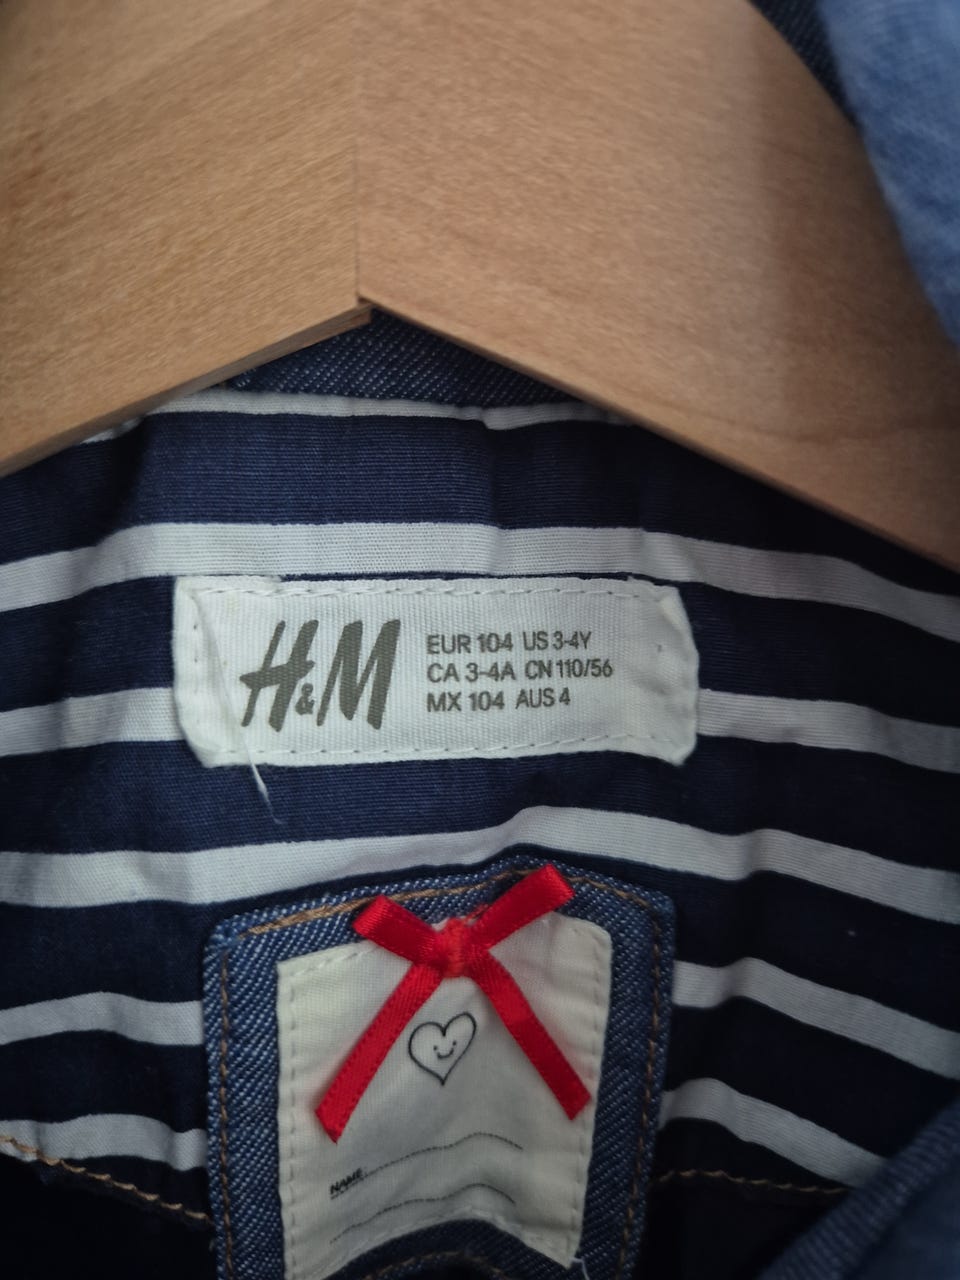 H&M
EUR 104 US 3-4Y
CA 3-4A CN 110/56
MX 104 AUS 4
NAME